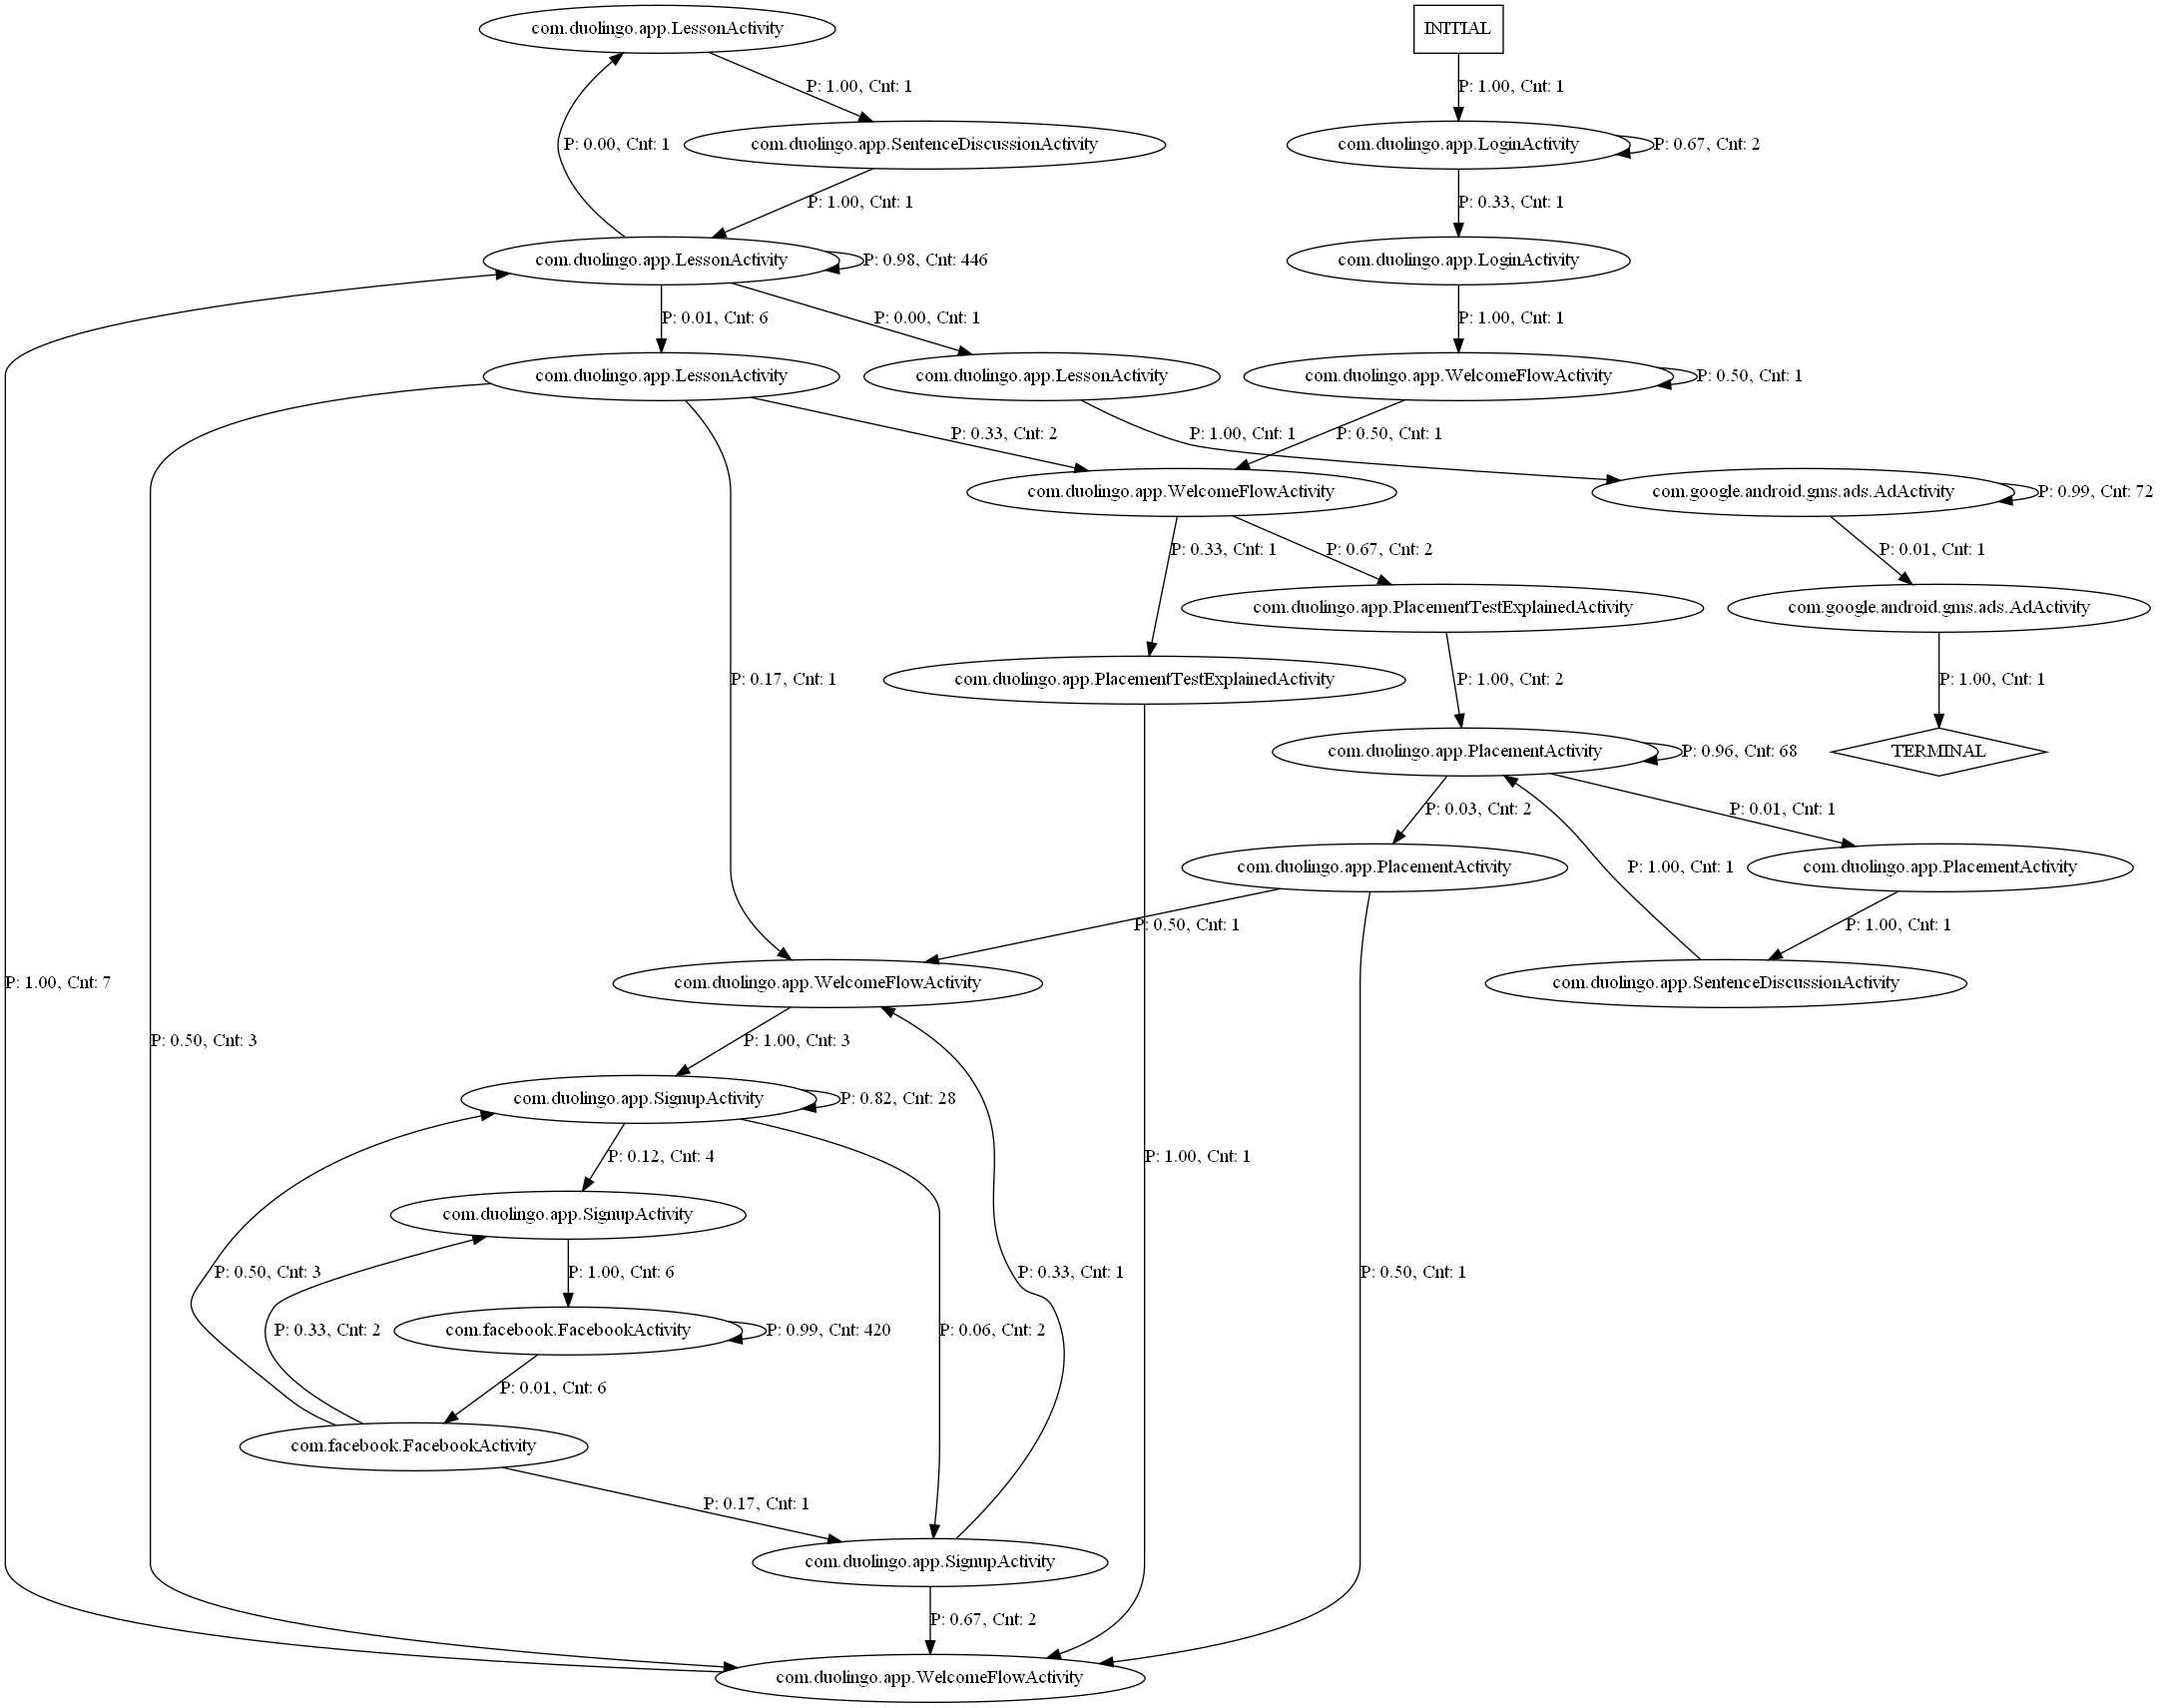 com.duolingo.app.LessonActivity
INITIAL
P: 1.00, Cnt: 1
P: 1.00, Cnt: 1
P: 0.00, Cnt: 1
com.duolingo.app.SentenceDiscussionActivity
com.duolingo.app.LoginActivity
P: 0.67, Cnt: 2
P: 1.00, Cnt: 1
P: 0.33, Cnt: 1
com.duolingo.app.LessonActivity
P: 0.98, Cnt: 446
com.duolingo.app.LoginActivity
P: 0.01, Cnt: 6
P: 0.00, Cnt: 1
P: 1.00, Cnt: 1
com.duolingo.app.LessonActivity
com.duolingo.app.LessonActivity
com.duolingo.app.WelcomeFlowActivity
P: 0.50, Cnt: 1
P: 0.33, Cnt: 2
P: 1.00, Cnt: 1
P: 0.50, Cnt: 1
com.duolingo.app.WelcomeFlowActivity
com.google.android.gms.ads.AdActivity
P: 0.99, Cnt: 72
P: 0.33, Cnt: 1
P: 0.67, Cnt: 2
P: 0.01, Cnt: 1
com.duolingo.app.PlacementTestExplainedActivity
com.google.android.gms.ads.AdActivity
P: 0.17, Cnt: 1
com.duolingo.app.PlacementTestExplainedActivity
P: 1.00, Cnt: 2
P: 1.00, Cnt: 1
com.duolingo.app.PlacementActivity
P: 0.96, Cnt: 68
TERMINAL
P: 0.03, Cnt: 2
P: 0.01, Cnt: 1
com.duolingo.app.PlacementActivity
P: 1.00, Cnt: 1
com.duolingo.app.PlacementActivity
P: 0.50, Cnt: 1
P: 1.00, Cnt: 1
P: 1.00, Cnt: 7
com.duolingo.app.WelcomeFlowActivity
com.duolingo.app.SentenceDiscussionActivity
P: 0.50, Cnt: 3
P: 1.00, Cnt: 3
com.duolingo.app.SignupActivity
P: 0.82, Cnt: 28
P: 0.12, Cnt: 4
P: 1.00, Cnt: 1
com.duolingo.app.SignupActivity
P: 0.50, Cnt: 3
P: 1.00, Cnt: 6
P: 0.33, Cnt: 1
P: 0.50, Cnt: 1
P: 0.33, Cnt: 2
com.facebook.FacebookActivity
P: 0.99, Cnt: 420
P: 0.06, Cnt: 2
P: 0.01, Cnt: 6
com.facebook.FacebookActivity
P: 0.17, Cnt: 1
com.duolingo.app.SignupActivity
P: 0.67, Cnt: 2
com.duolingo.app.WelcomeFlowActivity